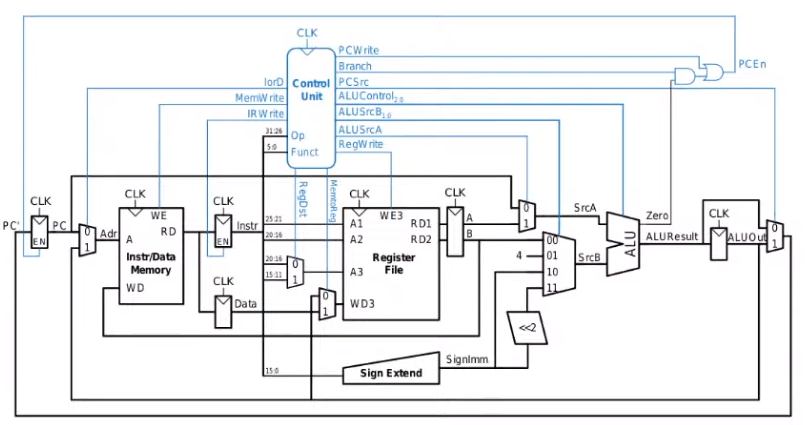 CLK
PCWrite
Branch
PCEn
IorD
Control
Unit
PCSrc
MemWrite
ALUControl2:0
IRWrite
ALUSrcB1:0
31:26
Op
ALUSrcA
5:0
Funct
RegWrite
RegDst
MemtoReg
CLK
CLK
CLK
CLK
CLK
PC'
PC
EN
0
1
Adr
WE
RD
A
Instr/Data
Memory
WD
EN
Instr
25:21
20:16
20:16
15:11
0
1
CLK
Data
0
1
WE3
A1
RD1
A2
RD2
A3
Register
File
WD3
A
B
0
1
SrcA
4
00
01
10
11
SrcB
<<2
ALU
Zero
ALUResult
CLK
ALUOut
0
1
15:0
Sign Extend
SignImm